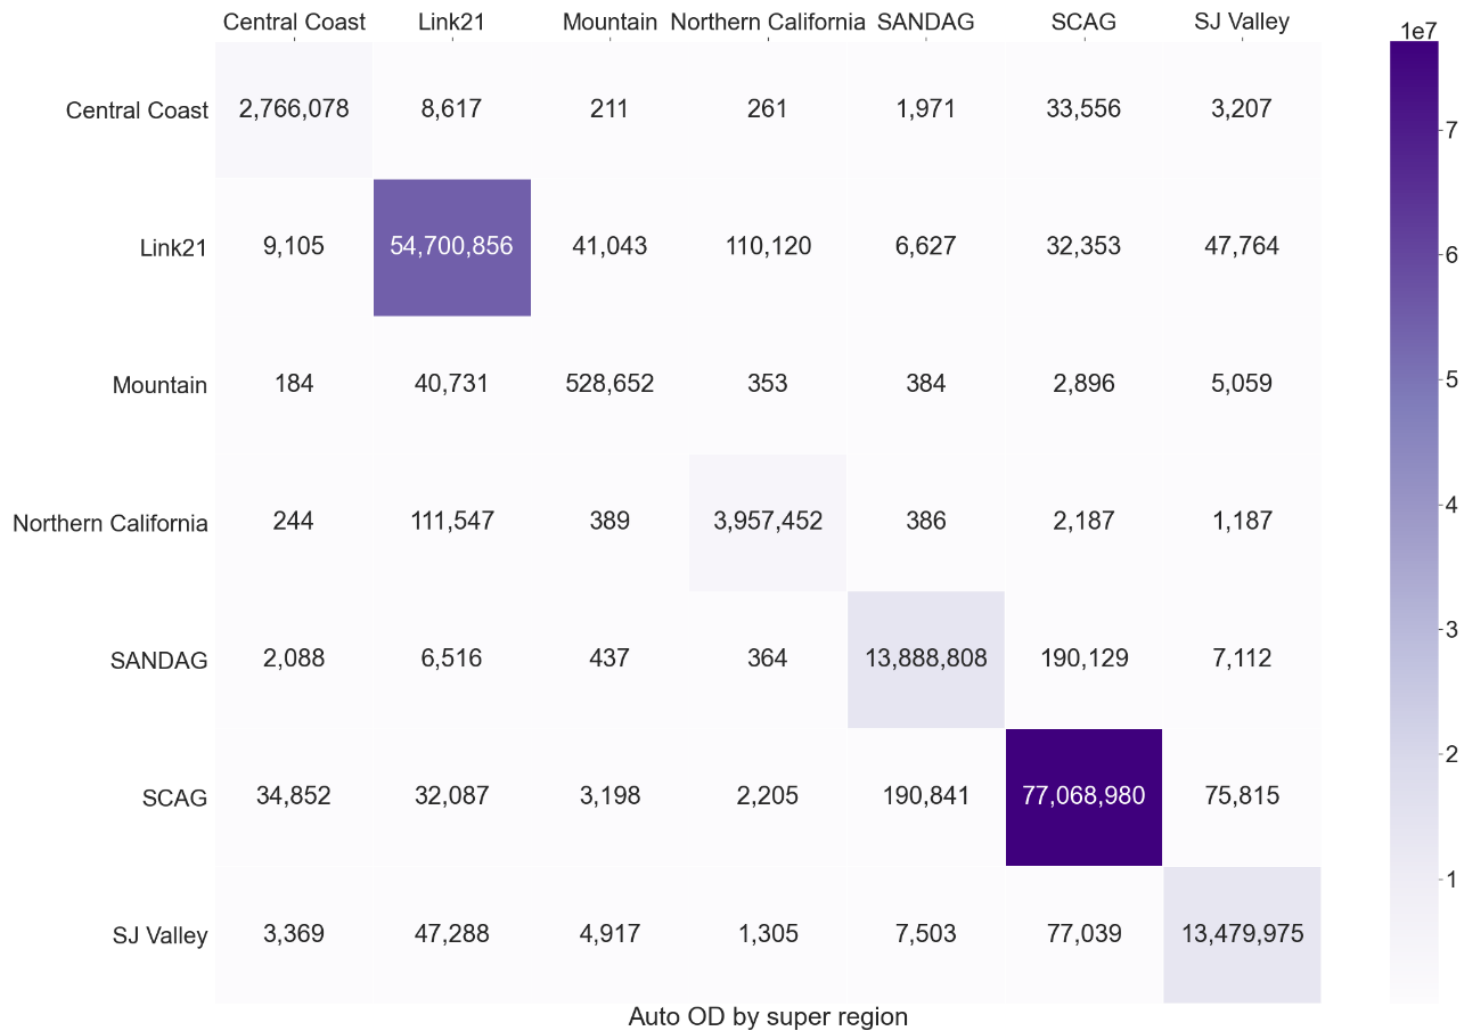 Central Coast Link21 Mountain Northern California SANDAG SCAG SJ Valley
1e7
Central Coast 2,766,078 8,617 211 261 1,971 33,556 3,207
7
Link21 9,105 54,700,856 41,043 110,120 6,627 32,353 47,764
6
Mountain 184 40,731 528,652 353 384 2,896 5,059
5
Northern California 244 111,547 389 3,957,452 386 2,187 1,187
4
SANDAG 2,088 6,516 437 364 13,888,808 190,129 7,112
3
SCAG 34,852 32,087 3,198 2,205 190,841 77,068,980 75,815
2
SJ Valley 3,369 47,288 4,917 1,305 7,503 77,039 13,479,975
1
Auto OD by super region